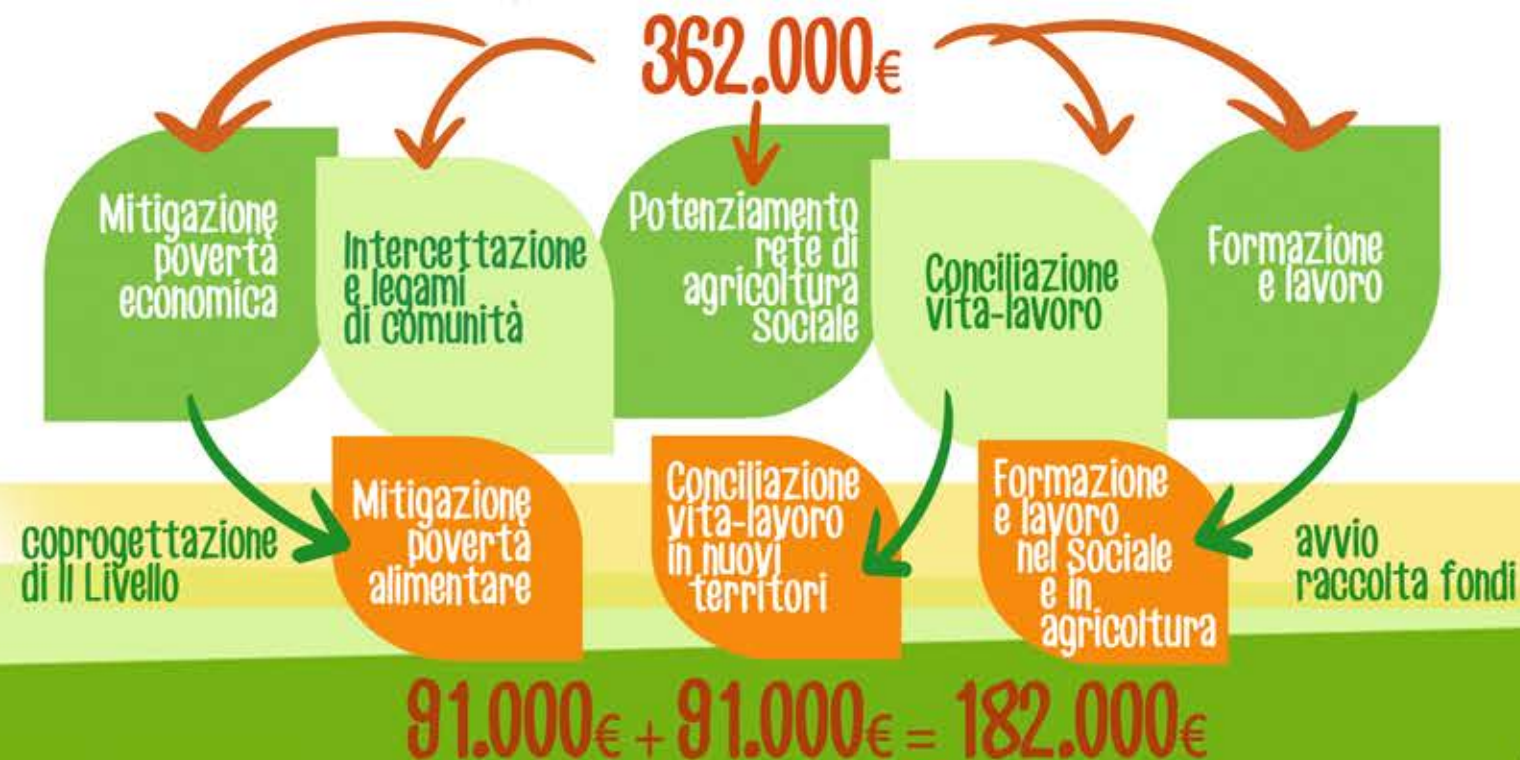 362.000€
Mitigazione
povertà
economica
Intercettazione
e legami
di comunità
Potenziamento
rete di
agricoltura
sociale
Conciliazione
vita-lavoro
Formazione
e lavoro
coprogettazione
di II Livello
Mitigazione
povertà
alimentare
Conciliazione
vita-lavoro
in nuovi
territori
Formazione
e lavoro
nel sociale
e in
agricoltura
avvio
raccolta fondi
91.000€ + 91.000€ = 182.000€